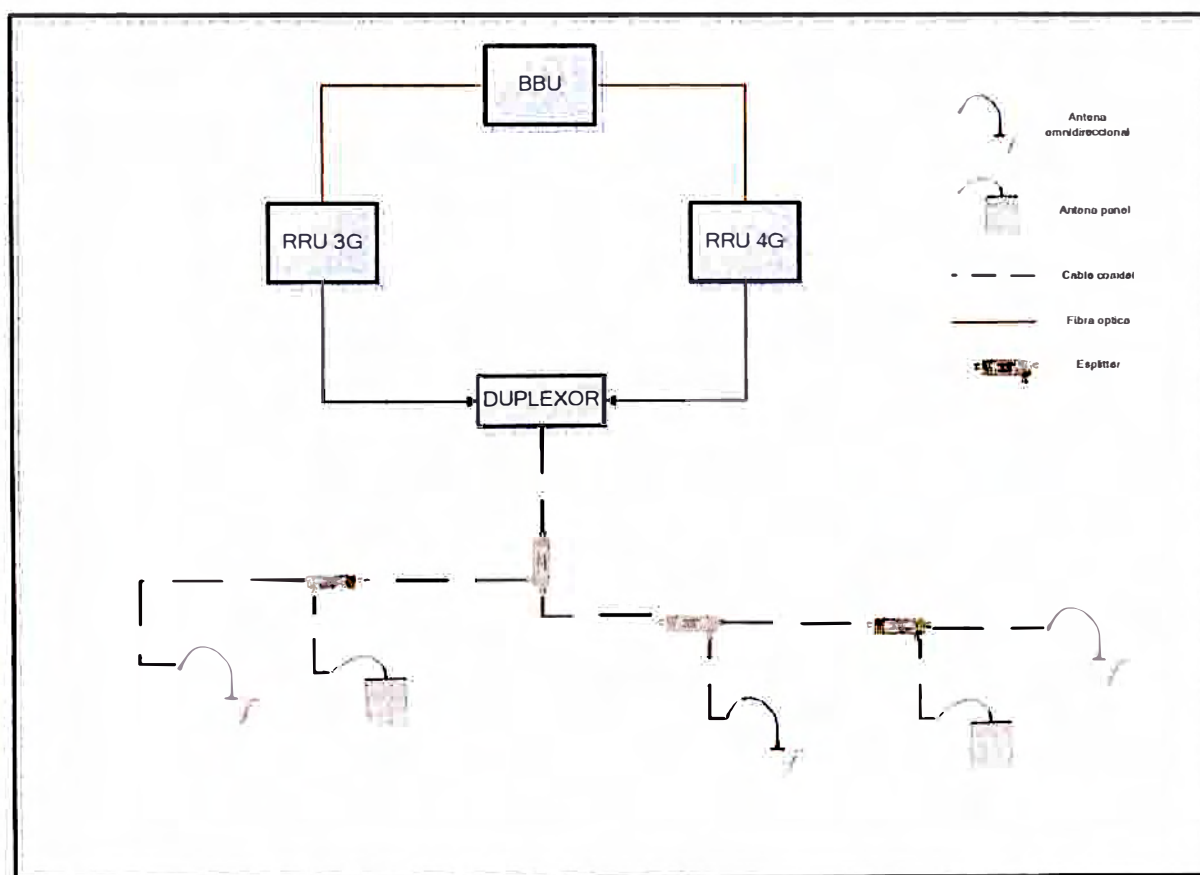 BBU
Antena
omnidireccional
RRU 3G
RRU 4G
Antena panel
Cable coaxial
Fibra optica
Esplitter
DUPLEXOR